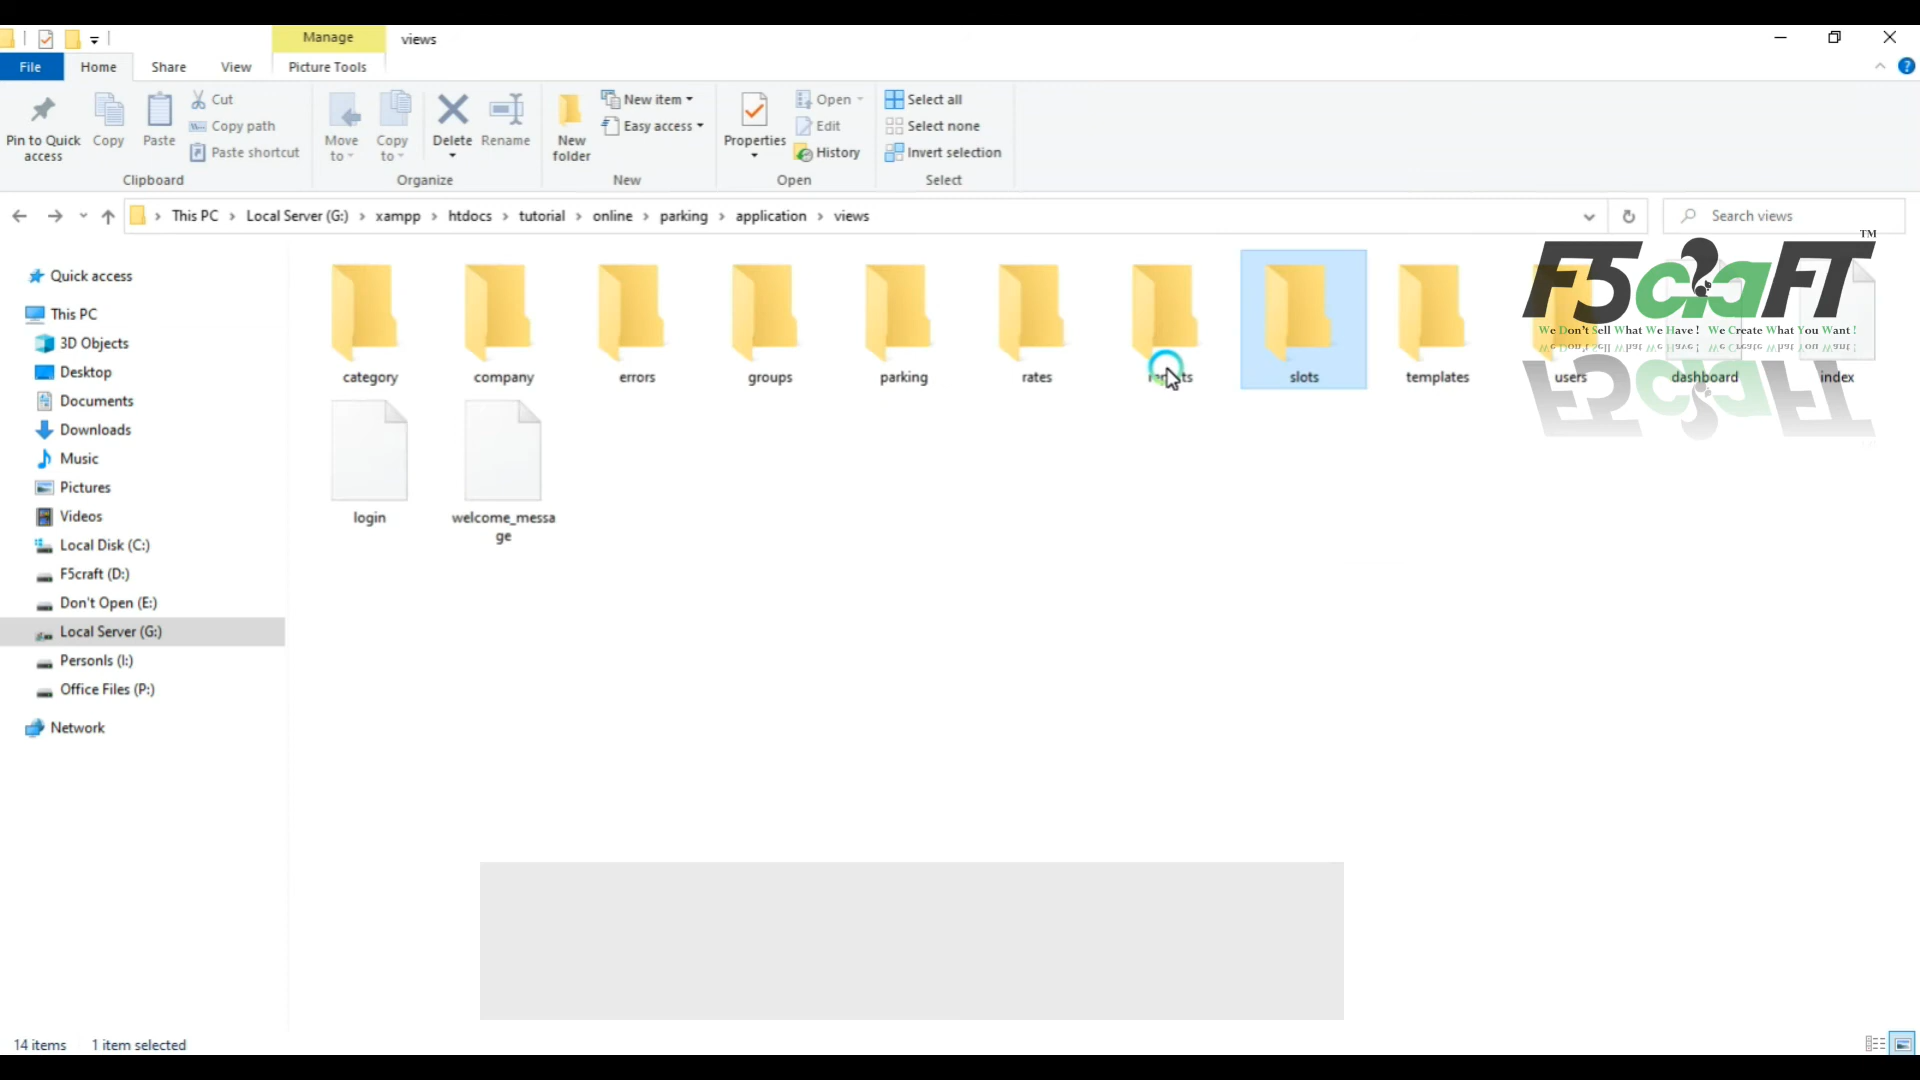 Manage
views
File
Home
Share
View
Picture Tools
Pin to Quick access
Copy
Paste
Cut
Copy path
Paste shortcut
Clipboard
Move to
Copy to
Delete
Rename
Organize
New folder
New item
Easy access
New
Properties
Open
Edit
History
Open
Select all
Select none
Invert selection
Select
This PC > Local Server (G:) > xampp > htdocs > tutorial > online > parking > application > views
Search views
Quick access
This PC
3D Objects
Desktop
Documents
Downloads
Music
Pictures
Videos
Local Disk (C:)
F5craft (D:)
Don't Open (E:)
Local Server (G:)
Personls (I:)
Office Files (P:)
Network
category
company
errors
groups
parking
rates
slots
templates
users
dashboard
index
login
welcome_messa
ge
F5craFT
TM
We Don't Sell What We Have! We Create What You Want!
14 items
1 item selected